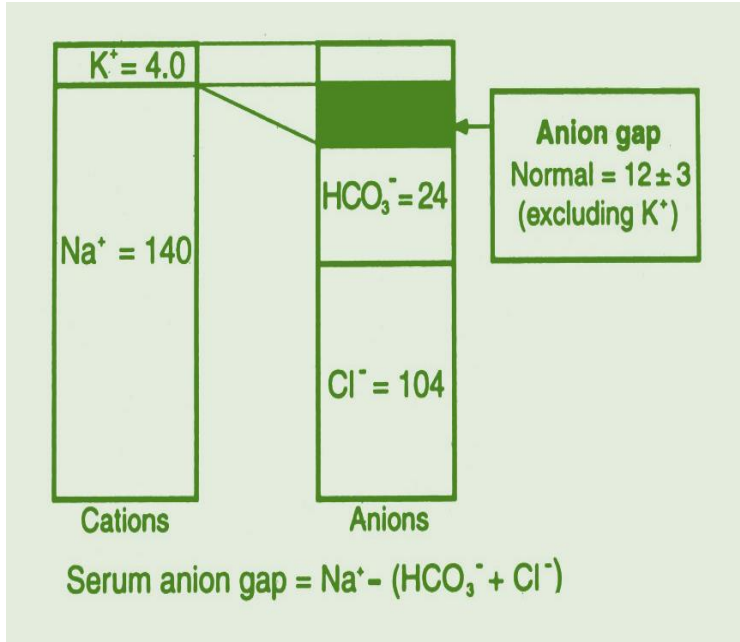 K⁺= 4.0
Na⁺ = 140
Cations
HCO₃⁻ = 24
Cl⁻ = 104
Anions
Anion gap
Normal = 12 ± 3
(excluding K⁺)
Serum anion gap = Na⁺- (HCO₃⁻ + Cl⁻)